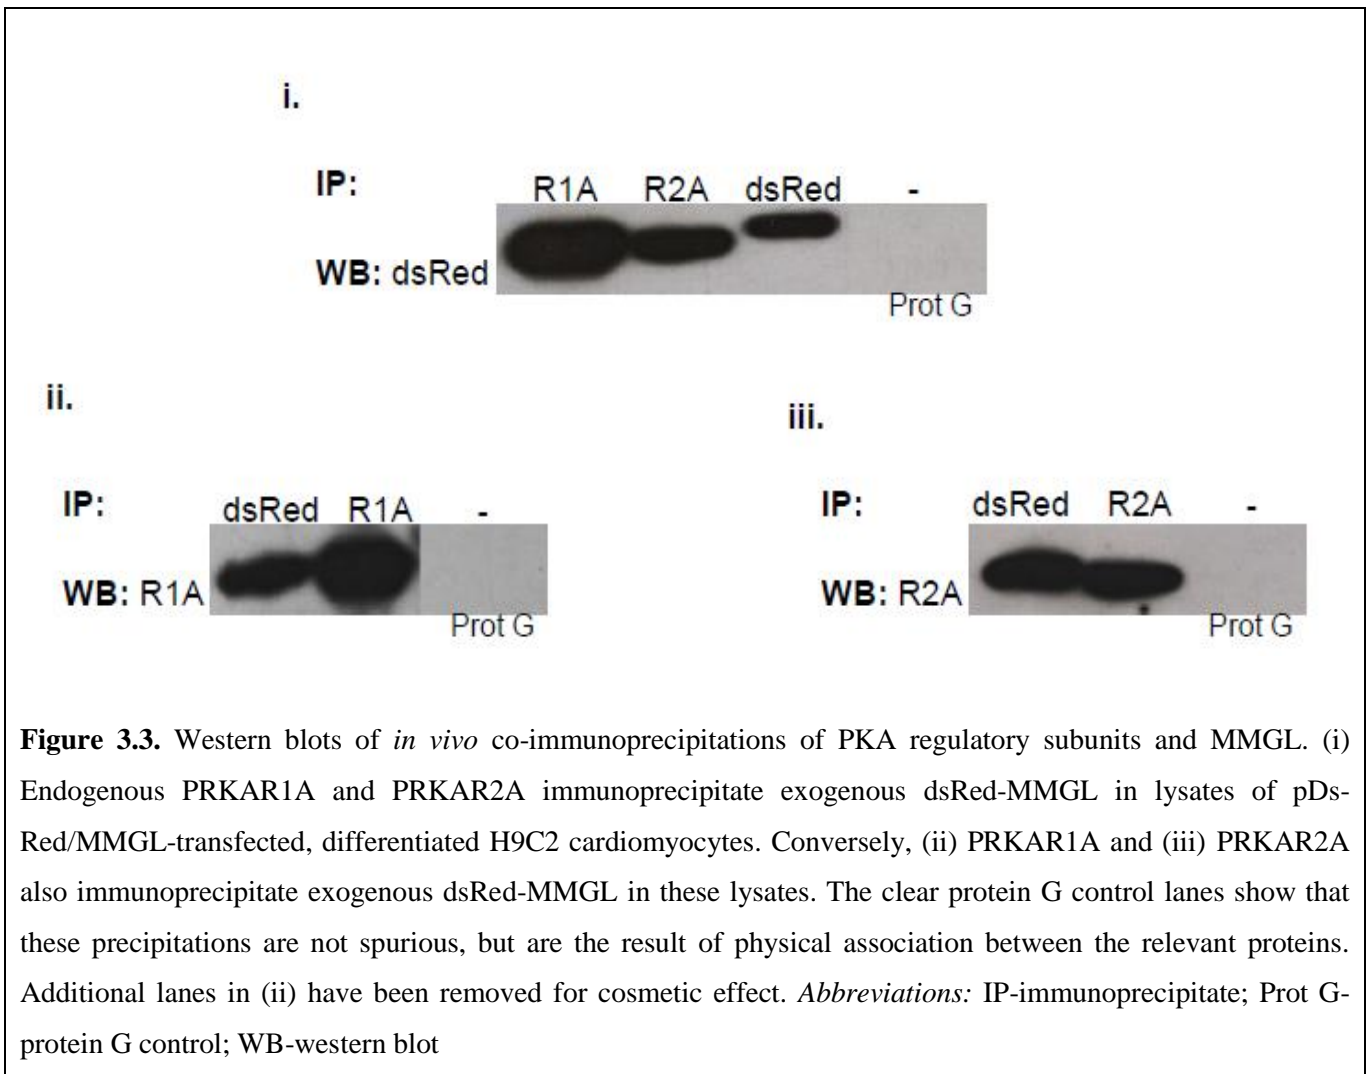 i.
IP: R1A R2A dsRed -
WB: dsRed
Prot G
ii.
IP: dsRed R1A -
WB: R1A
Prot G
iii.
IP: dsRed R2A -
WB: R2A
Prot G
Figure 3.3. Western blots of in vivo co-immunoprecipitations of PKA regulatory subunits and MMGL. (i)
Endogenous PRKAR1A and PRKAR2A immunoprecipitate exogenous dsRed-MMGL in lysates of pDs-
Red/MMGL-transfected, differentiated H9C2 cardiomyocytes. Conversely, (ii) PRKAR1A and (iii) PRKAR2A
also immunoprecipitate exogenous dsRed-MMGL in these lysates. The clear protein G control lanes show that
these precipitations are not spurious, but are the result of physical association between the relevant proteins.
Additional lanes in (ii) have been removed for cosmetic effect. Abbreviations: IP-immunoprecipitate; Prot G-
protein G control; WB-western blot